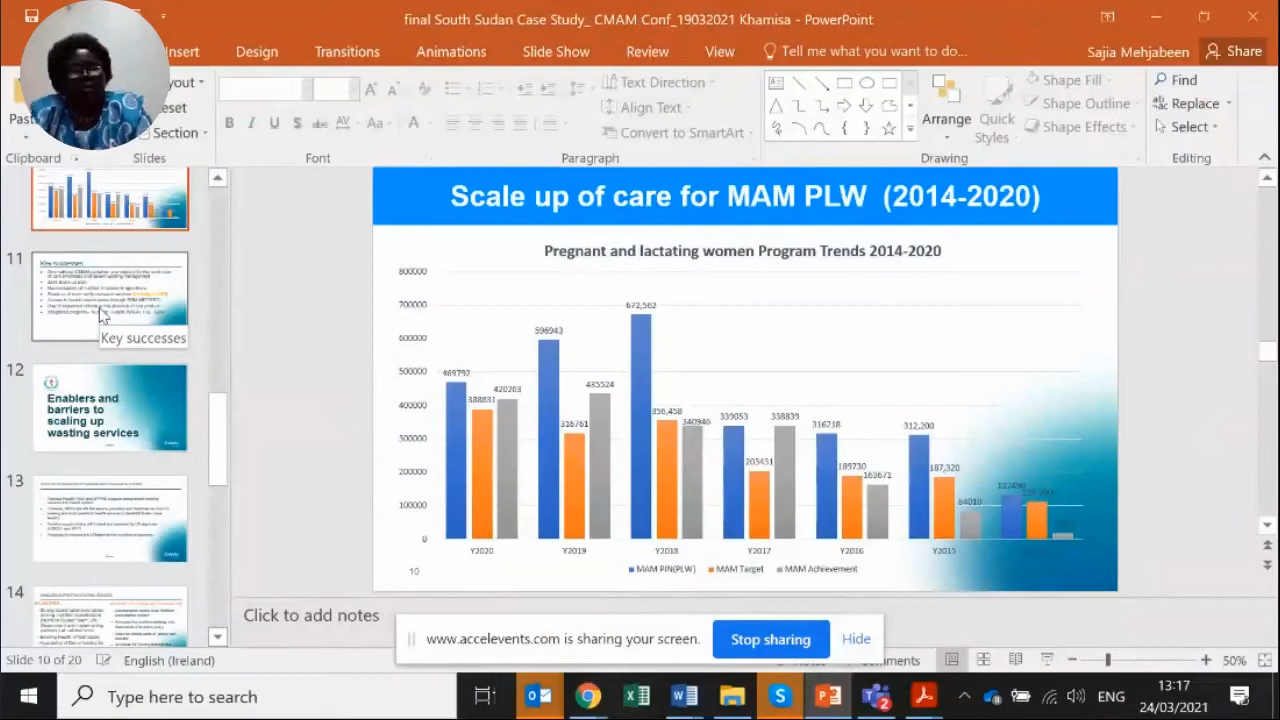 final South Sudan Case Study_ CMAM Conf_19032021 Khamisa - PowerPoint
Insert Design Transitions Animations Slide Show Review View Tell me what you want to do... Sajia Mehjabeen Share
Section
Clipboard Slides Font Paragraph Drawing Editing
Text Direction
Align Text
Convert to SmartArt
Arrange
Quick Styles
Shape Fill
Shape Outline
Shape Effects
Find
Replace
Select
11
Key successes
12
Enablers and
barriers to
scaling up
wasting services
13
14
Scale up of care for MAM PLW (2014-2020)
Pregnant and lactating women Program Trends 2014-2020
800000
700000
600000
500000
400000
300000
200000
100000
0
469792 388831 420203
596943 316761 435524
672,562 356,458 340946
339053 203431 338839
316218 189730 163671
312,200 187,320 84010
Y2020 Y2019 Y2018 Y2017 Y2016 Y2015
MAM PIN(PLW) MAM Target MAM Achievement
10
Click to add notes
www.accelevents.com is sharing your screen. Stop sharing Hide
Slide 10 of 20 English (Ireland) 50%
Type here to search
ENG
13:17
24/03/2021